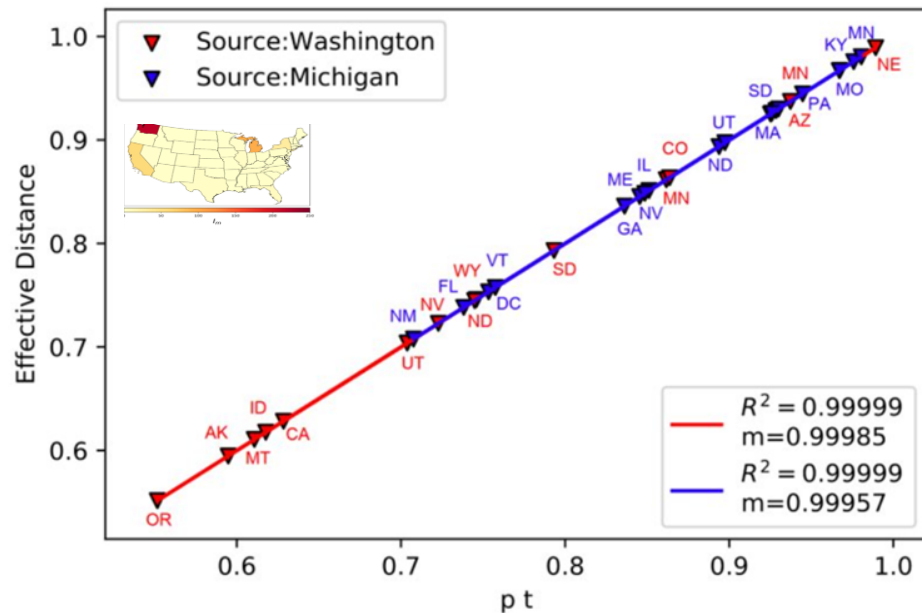 Source:Washington
Source:Michigan
1.0
0.9
0.8
0.7
0.6
Effective Distance
0.6 0.7 0.8 0.9 1.0
p t
KY MN
NE
MN
MO
SD
PA
AZ
MA
UT
CO
ND
IL
ME
MN
NV
GA
VT
SD
WY
FL
DC
NV
ND
NM
UT
ID
CA
AK
MT
OR
R² = 0.99999
m=0.99985
R² = 0.99999
m=0.99957